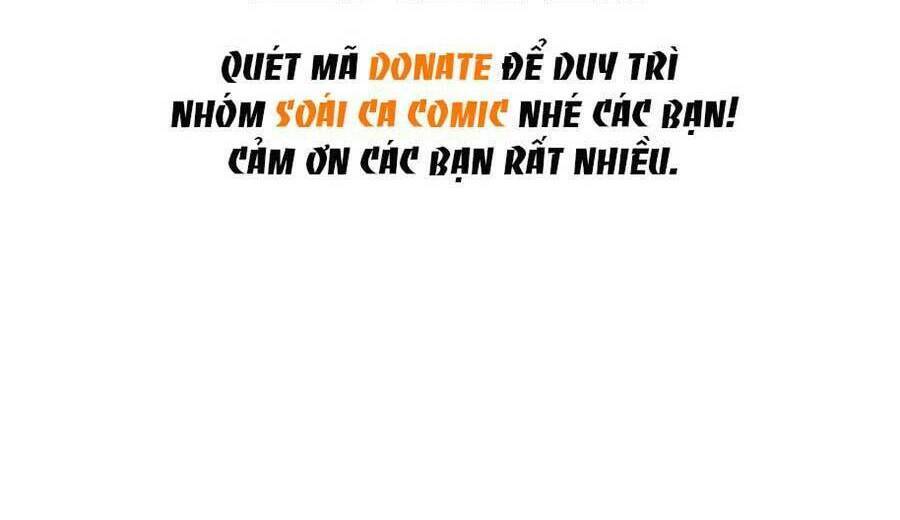 QUÉT MÃ DONATE ĐỂ DUY TRÌ
NHÓM SOÁI CA COMIC NHÉ CÁC BẠN!
CẢM ƠN CÁC BẠN RẤT NHIỀU.